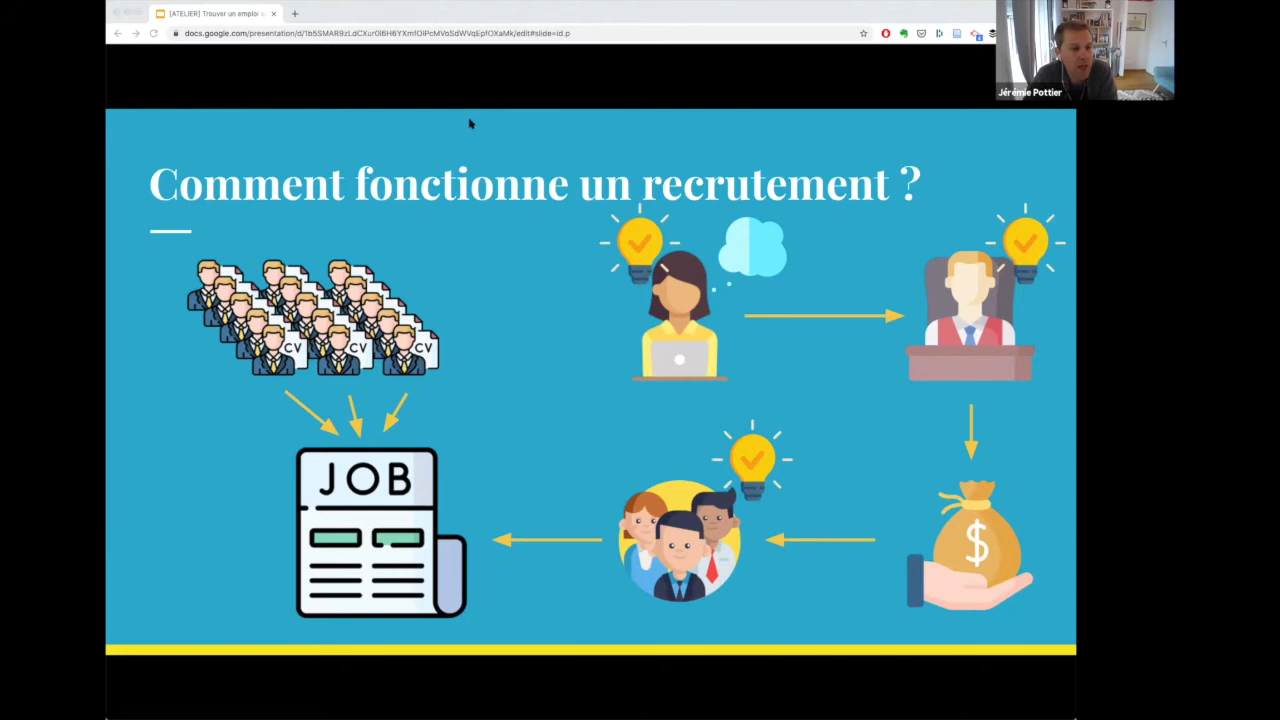 [ATELIER] Trouver un emploi
docs.google.com/presentation/d/1b5SMAR9zLdCXur0l6H6YXmfOlPcMVoSdWVqEpfOXaMk/edit#slide=id.p
Jérémie Pottier
Comment fonctionne un recrutement ?
CV CV CV
JOB
$